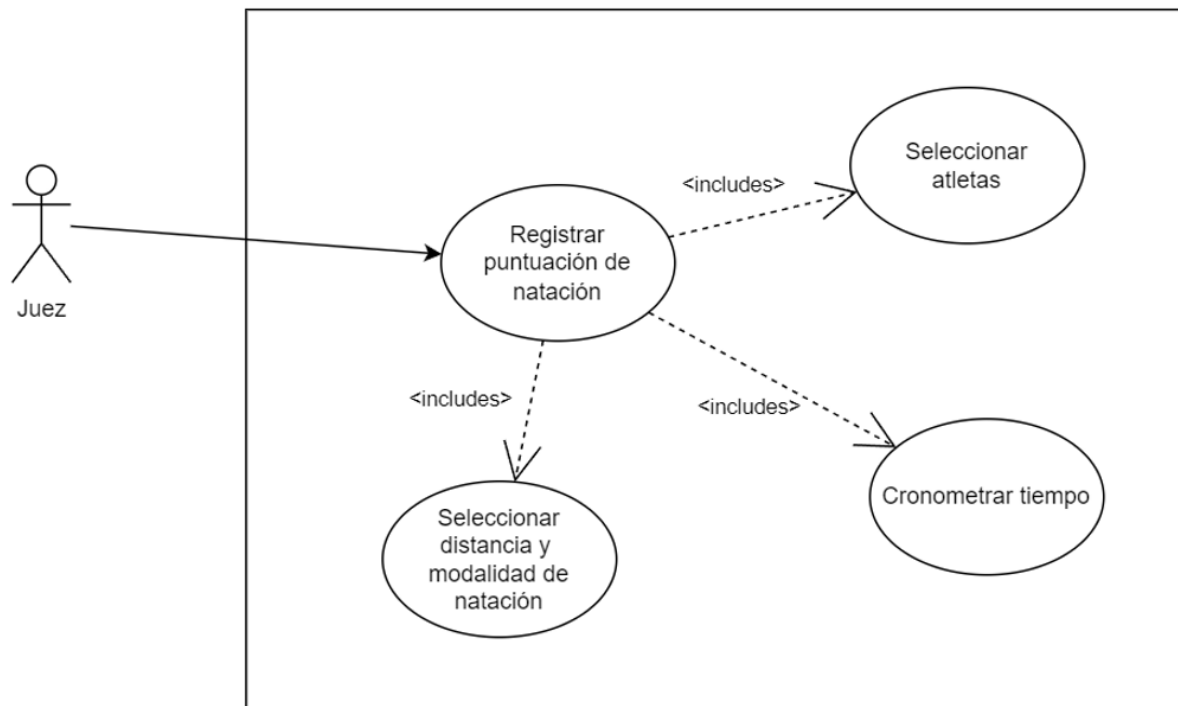 Seleccionar
atletas
<includes>
Registrar
puntuación de
natación
Juez
<includes>
<includes>
Cronometrar tiempo
Seleccionar
distancia y
modalidad de
natación